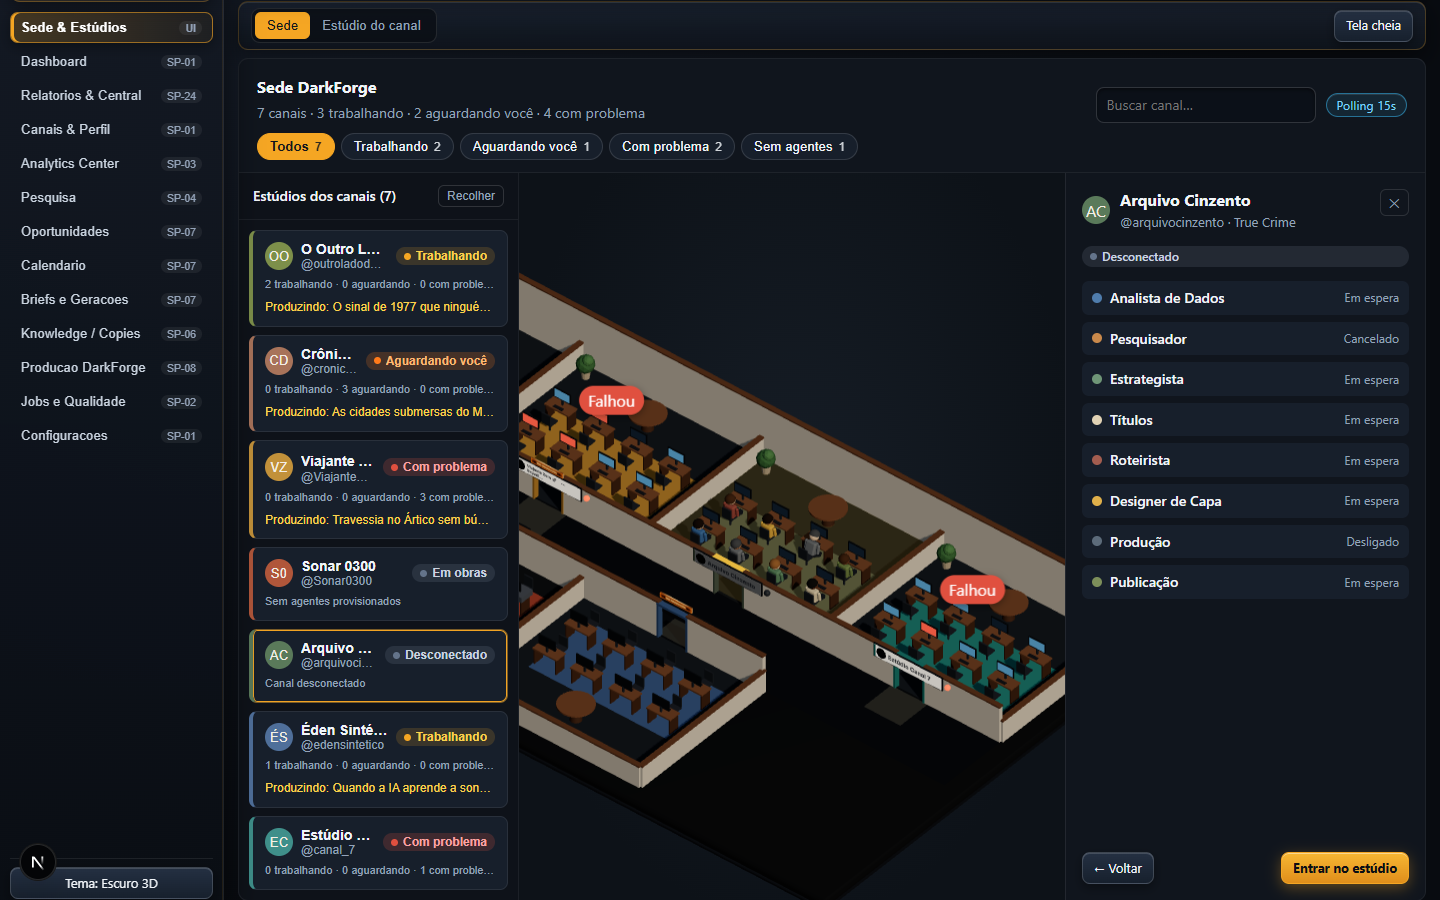 Sede & Estúdios UI
Dashboard SP-01
Relatorios & Central SP-24
Canais & Perfil SP-01
Analytics Center SP-03
Pesquisa SP-04
Oportunidades SP-07
Calendario SP-07
Briefs e Geracoes SP-07
Knowledge / Copies SP-06
Producao DarkForge SP-08
Jobs e Qualidade SP-02
Configuracoes SP-01
N
Tema: Escuro 3D
Sede Estúdio do canal Tela cheia
Sede DarkForge
7 canais · 3 trabalhando · 2 aguardando você · 4 com problema
Buscar canal... Polling 15s
Todos 7 Trabalhando 2 Aguardando você 1 Com problema 2 Sem agentes 1
Estúdios dos canais (7) Recolher
OO O Outro L... Trabalhando
@outroladod...
2 trabalhando · 0 aguardando · 0 com proble...
Produzindo: O sinal de 1977 que ningué...
CD Crôni... Aguardando você
@cronic...
0 trabalhando · 3 aguardando · 0 com proble...
Produzindo: As cidades submersas do M...
VZ Viajante ... Com problema
@Viajante...
0 trabalhando · 0 aguardando · 3 com proble...
Produzindo: Travessia no Ártico sem bú...
S0 Sonar 0300 Em obras
@Sonar0300
Sem agentes provisionados
AC Arquivo ... Desconectado
@arquivoci...
Canal desconectado
ÉS Éden Sinté... Trabalhando
@edensintetico
1 trabalhando · 0 aguardando · 0 com proble...
Produzindo: Quando a IA aprende a son...
EC Estúdio ... Com problema
@canal_7
0 trabalhando · 0 aguardando · 1 com proble...
Falhou
Arquivo Cinzento
Falhou
Estúdio Canal 7
AC Arquivo Cinzento
@arquivocinzento · True Crime
Desconectado
Analista de Dados Em espera
Pesquisador Cancelado
Estrategista Em espera
Títulos Em espera
Roteirista Em espera
Designer de Capa Em espera
Produção Desligado
Publicação Em espera
← Voltar Entrar no estúdio